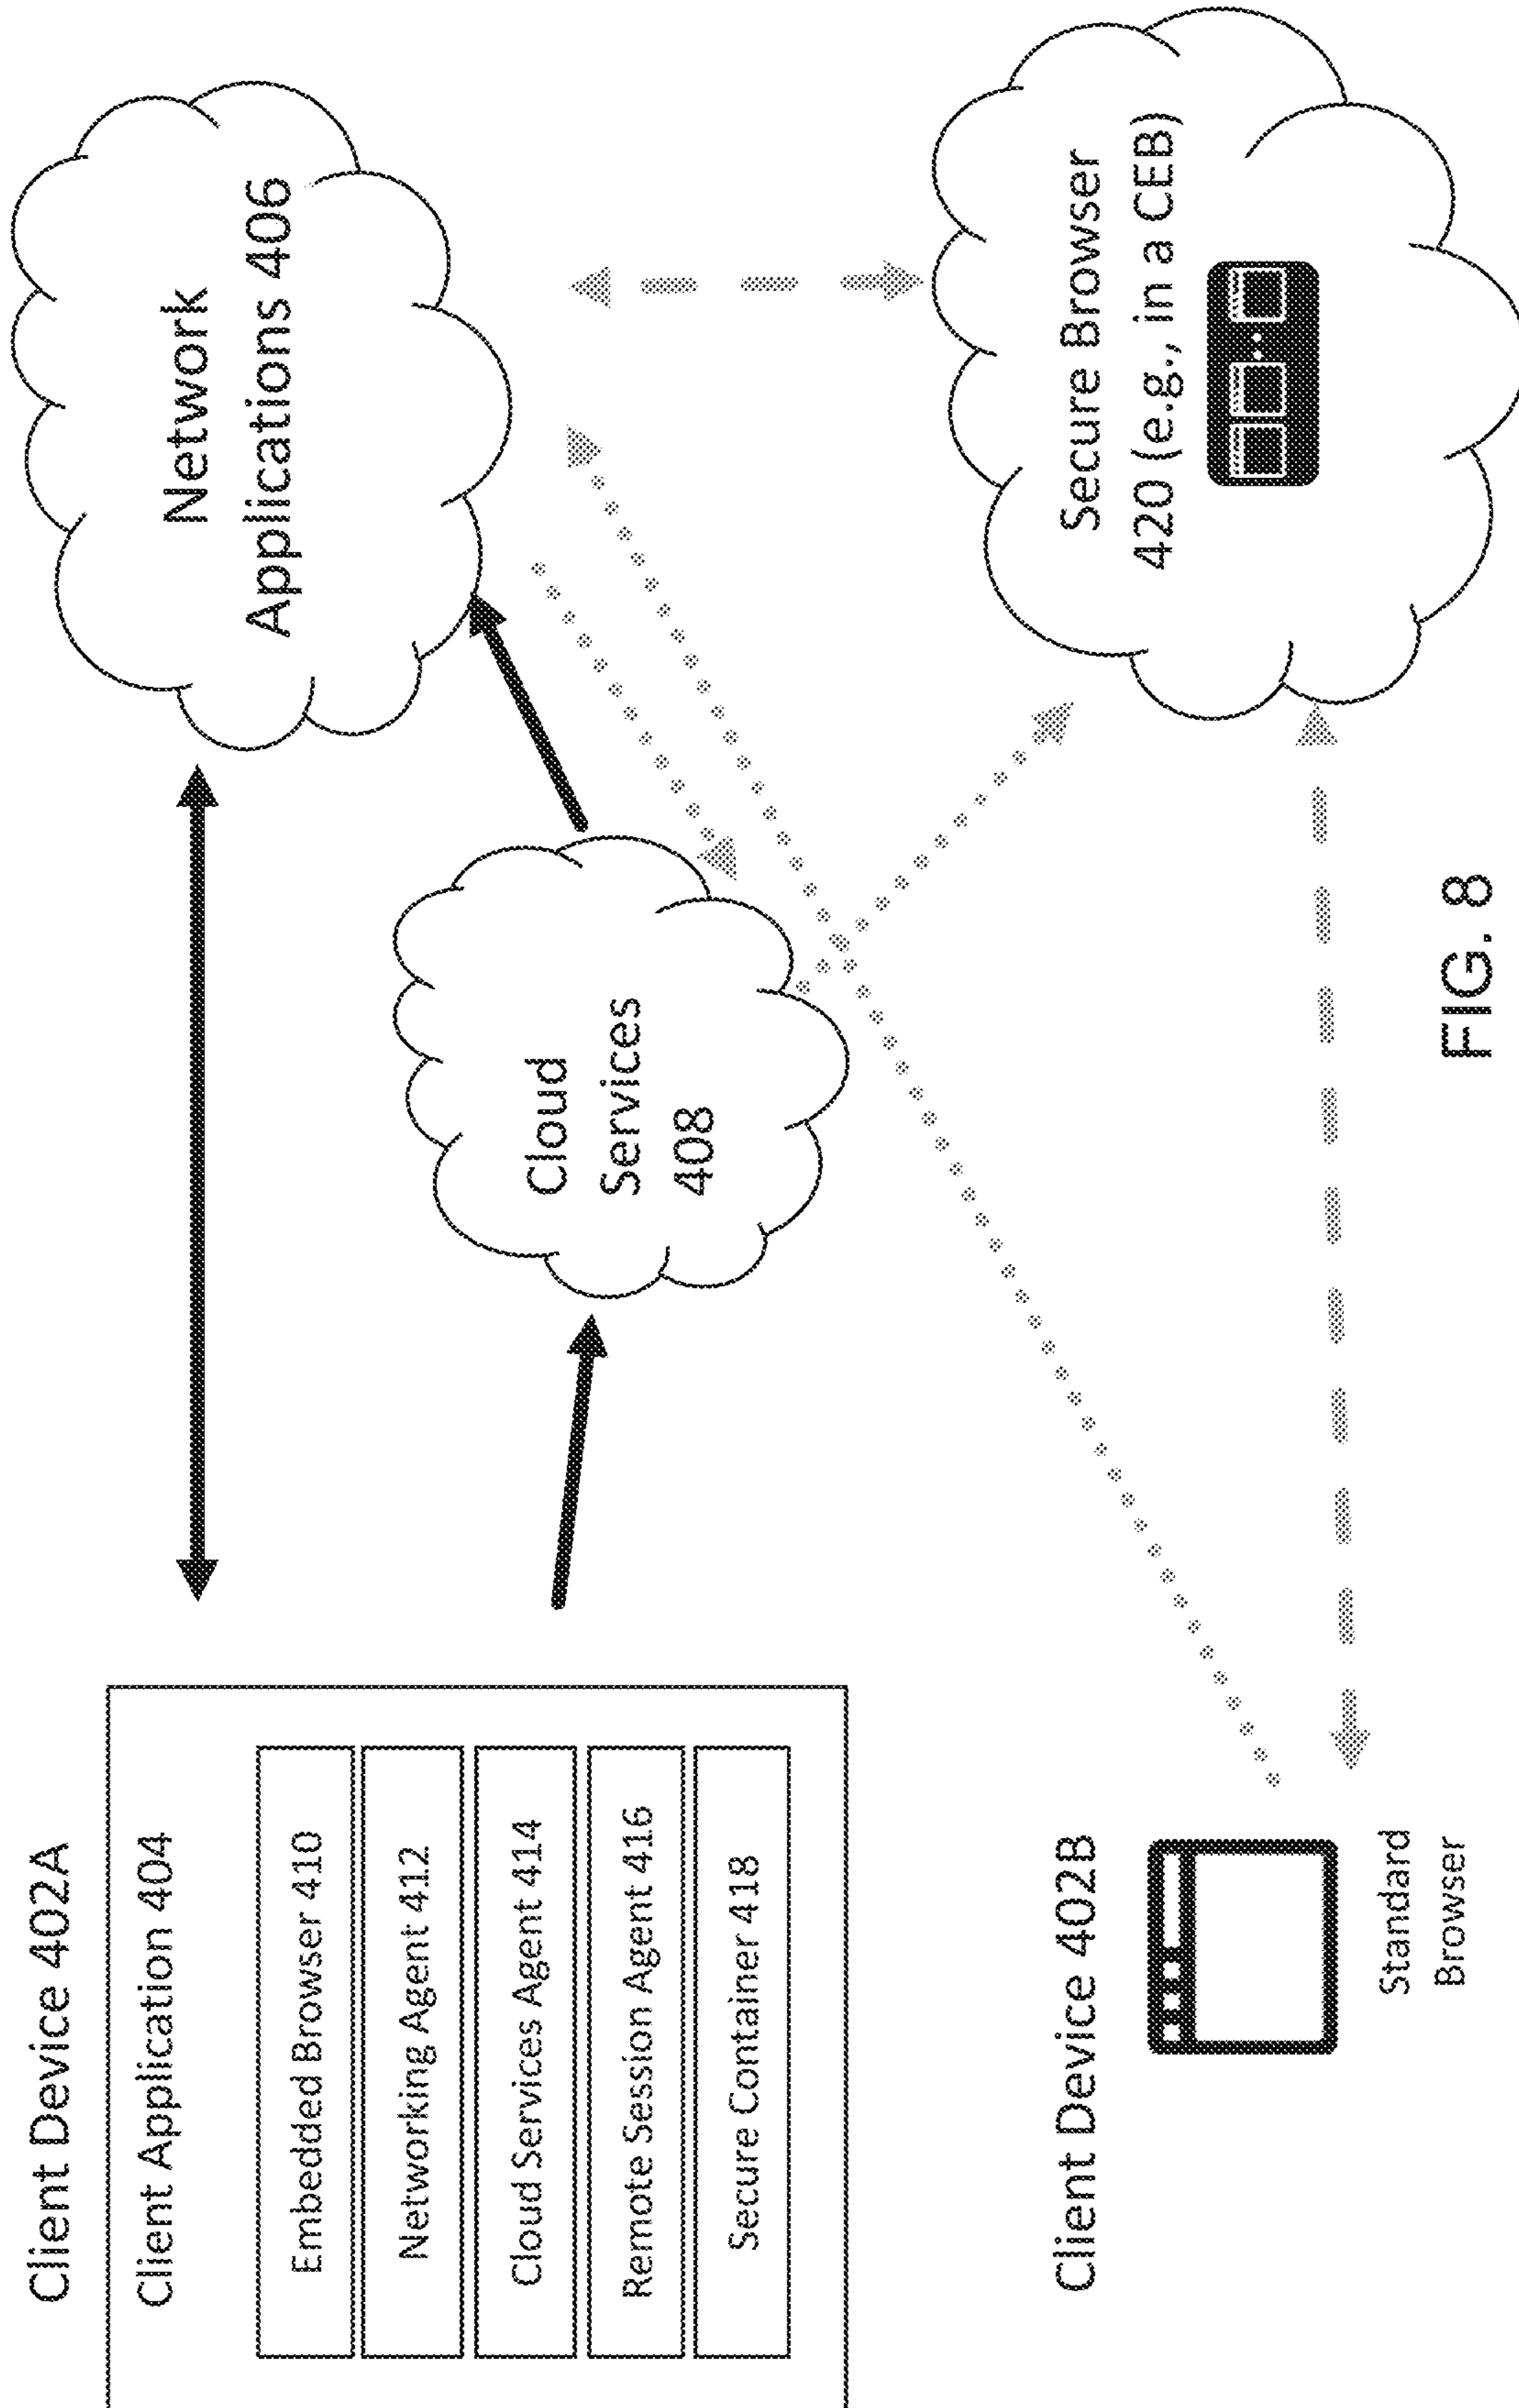 Client Device 402A
Client Application 404
Embedded Browser 410
Networking Agent 412
Cloud Services Agent 414
Remote Session Agent 416
Secure Container 418
Network
Applications 406
Cloud
Services
408
Client Device 402B
Standard
Browser
Secure Browser
420 (e.g., in a CEB)
FIG. 8